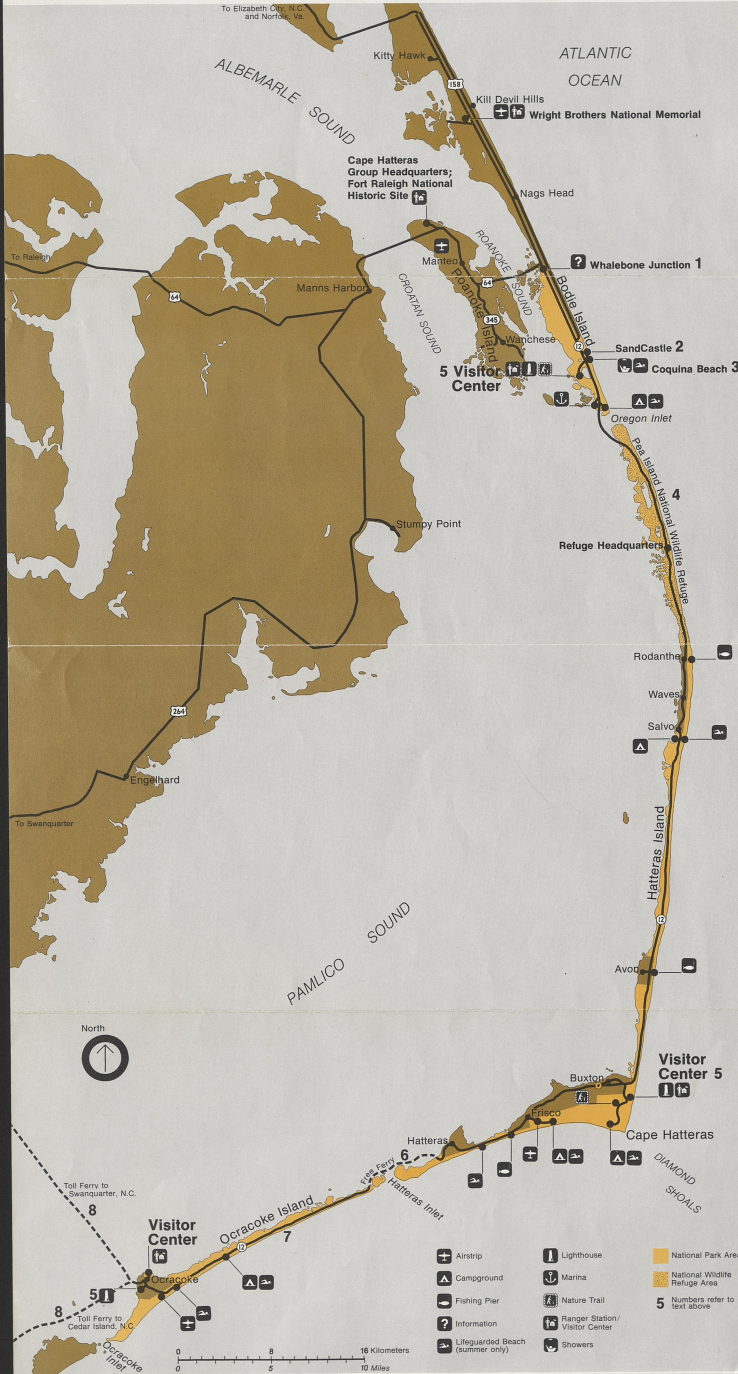 To Elizabeth City, N.C.
and Norfolk, Va.
Kitty Hawk
ATLANTIC
OCEAN
ALBEMARLE SOUND
158
Kill Devil Hills
Wright Brothers National Memorial
Cape Hatteras
Group Headquarters;
Fort Raleigh National
Historic Site
Nags Head
ROANOKE SOUND
To Raleigh
Manteo
? Whalebone Junction 1
Manns Harbor
64
64
CROATAN SOUND
Roanoke Island
Bodie Island
345
Wanchese
12
SandCastle 2
5 Visitor
Center
Coquina Beach 3
Oregon Inlet
Pea Island National Wildlife Refuge
4
Stumpy Point
Refuge Headquarters
Rodanthe
Waves
264
Salvo
Engelhard
To Swanquarter
Hatteras Island
12
PAMLICO SOUND
Avon
North
Visitor
Center 5
Buxton
Frisco
Cape Hatteras
Hatteras
DIAMOND
SHOALS
Free Ferry
6
Hatteras Inlet
Toll Ferry to
Swanquarter, N.C.
8
Visitor
Center
Ocracoke Island
12
7
Ocracoke
5
8
Toll Ferry to
Cedar Island, N.C.
Ocracoke
Inlet
Airstrip
Campground
Fishing Pier
? Information
Lifeguarded Beach
(summer only)
Lighthouse
Marina
Nature Trail
Ranger Station/
Visitor Center
Showers
National Park Area
National Wildlife
Refuge Area
5 Numbers refer to
text above
0 8 16 Kilometers
0 5 10 Miles